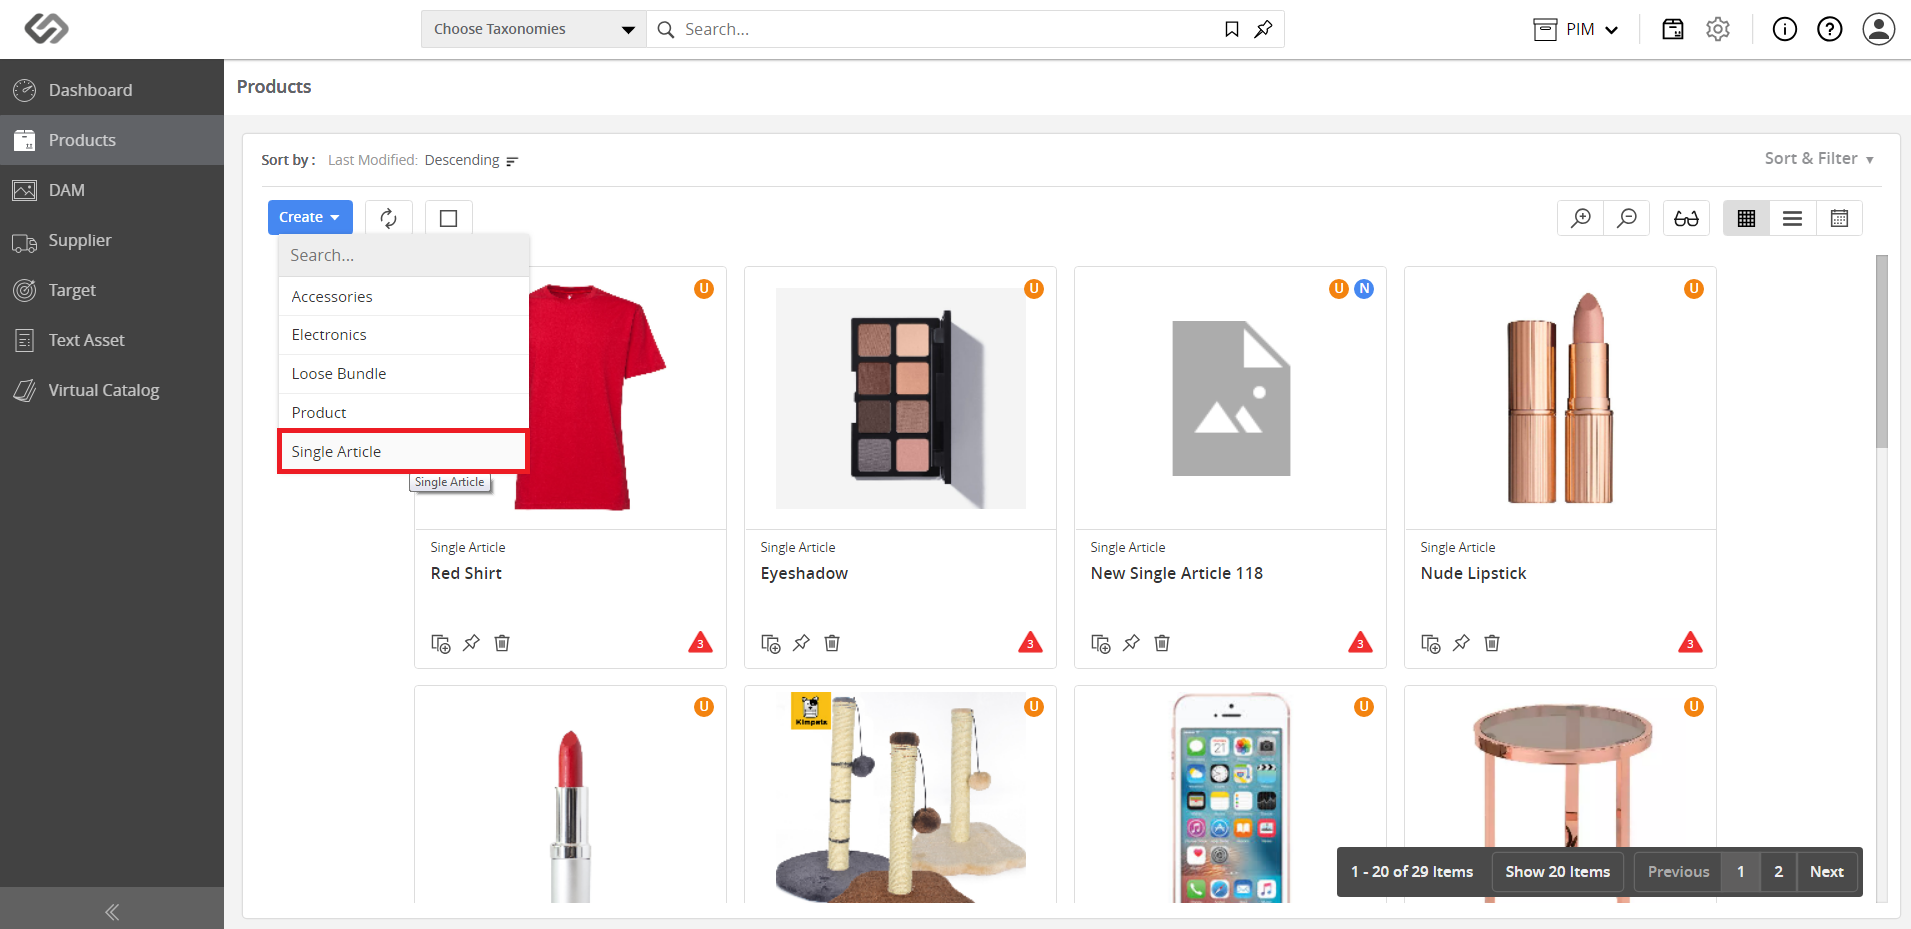 Choose Taxonomies
Search...
PIM
Dashboard
Products
DAM
Supplier
Target
Text Asset
Virtual Catalog
Products
Sort by : Last Modified: Descending
Sort & Filter
Create
Search...
Accessories
Electronics
Loose Bundle
Product
Single Article
Single Article
U
U
U N
U
Single Article
Red Shirt
3
Single Article
Eyeshadow
3
Single Article
New Single Article 118
3
Single Article
Nude Lipstick
3
U
Kimpets
U
U
U
1 - 20 of 29 Items
Show 20 Items
Previous 1 2 Next